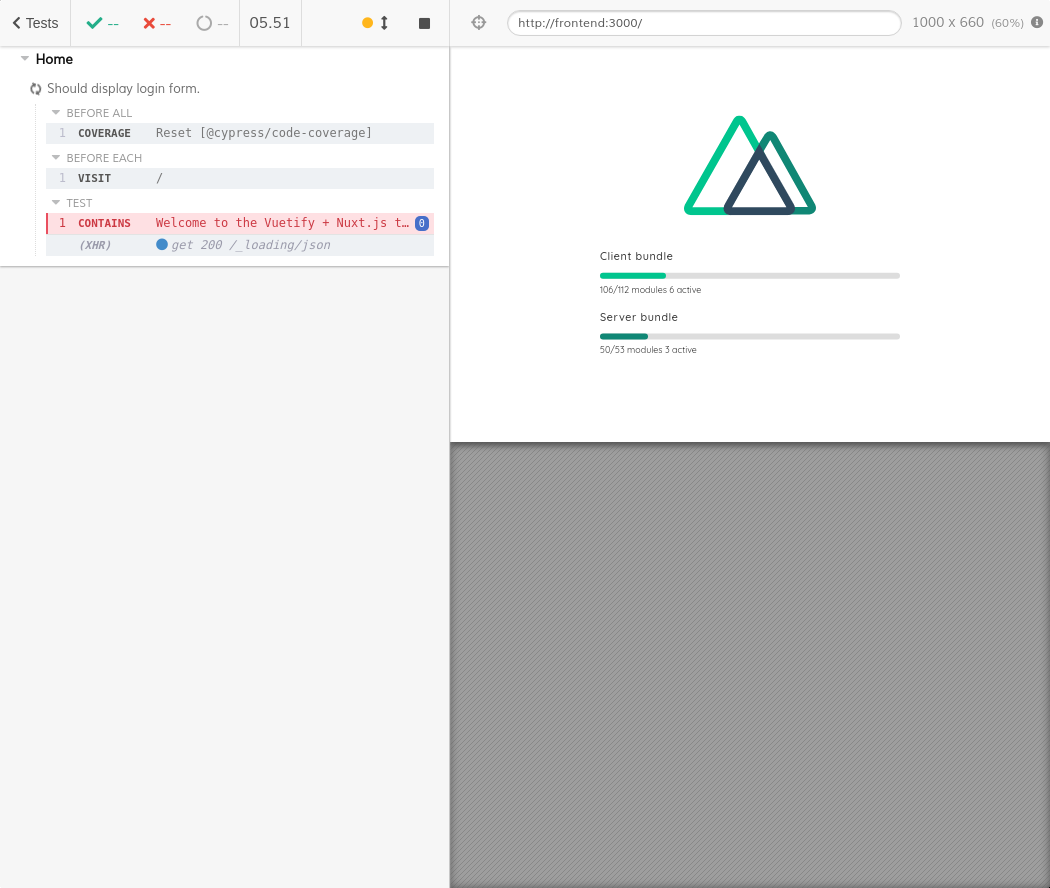 Tests
--
--
--
05.51
http://frontend:3000/
1000 x 660 (60%)
Home
Should display login form.
BEFORE ALL
1 COVERAGE Reset [@cypress/code-coverage]
BEFORE EACH
1 VISIT /
TEST
1 CONTAINS Welcome to the Vuetify + Nuxt.js t… 0
(XHR) get 200 /_loading/json
Client bundle
106/112 modules 6 active
Server bundle
50/53 modules 3 active